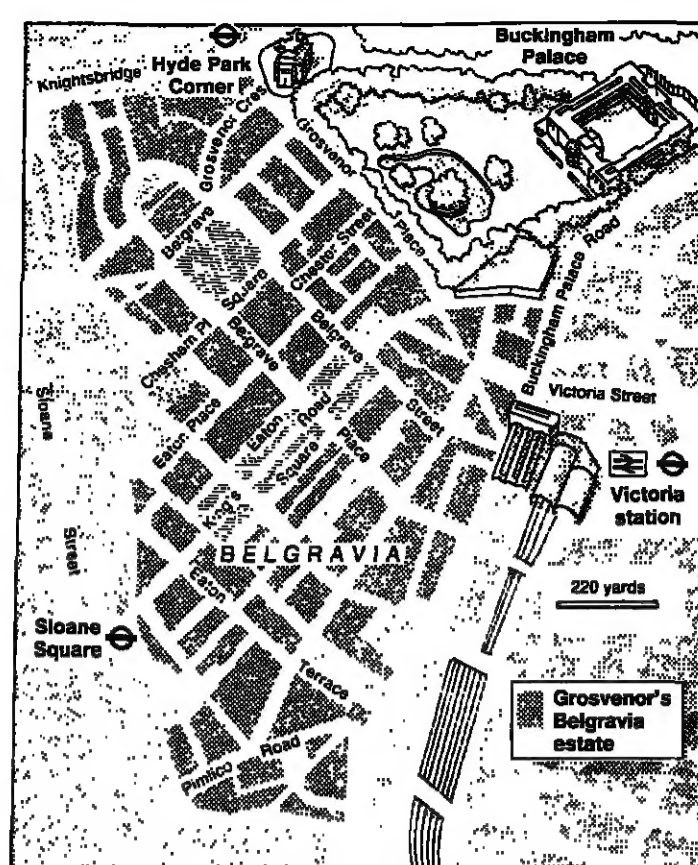 Buckingham
Palace
Hyde Park
Corner
Knightsbridge
Grosvenor Cres.
Grosvenor
Place
Belgrave
Square
Chester Street
Buckingham Palace Road
Chesham Pl
Belgrave
Place
Belgrave
Street
Victoria Street
Sloane
Street
Eaton Place
Eaton
Square
King's
Road
Victoria
station
BELGRAVIA
Eaton
Terrace
220 yards
Sloane
Square
Grosvenor's
Belgravia
estate
Pimlico Road